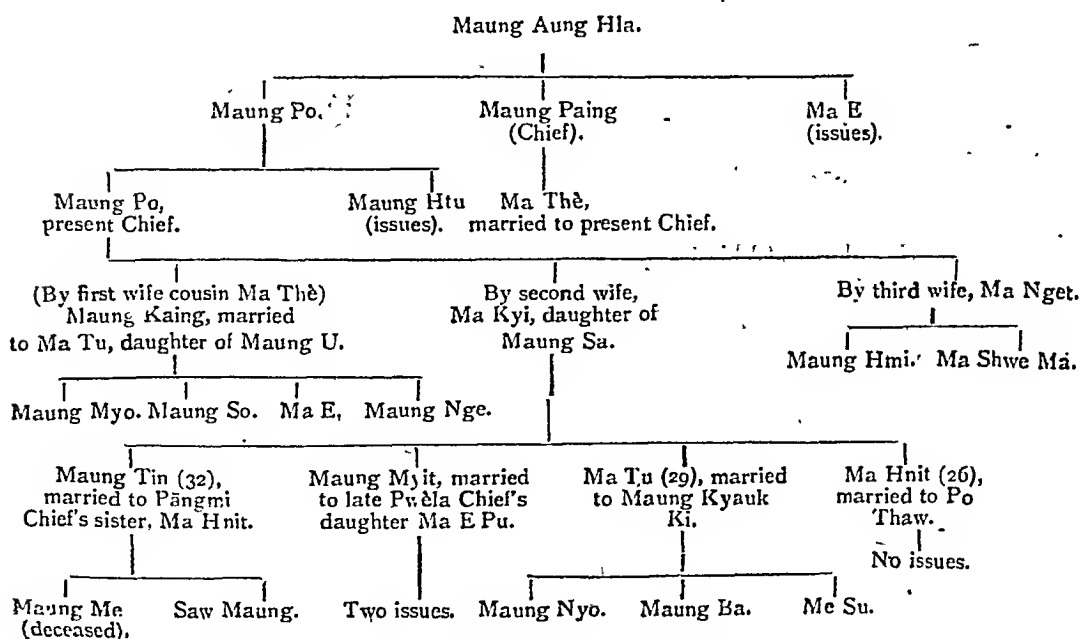 Maung Aung Hla.
Maung Po. Maung Paing Ma E
(Chief). (issues).
Maung Po, Maung Htu Ma Thè,
present Chief. (issues). married to present Chief.
(By first wife cousin Ma Thè) By second wife, By third wife, Ma Nget.
Maung Kaing, married Ma Kyi, daughter of
to Ma Tu, daughter of Maung U. Maung Sa.
Maung Hmi. Ma Shwe Mai.
Maung Myo. Maung So. Ma E, Maung Nge.
Maung Tin (32), Maung Myit, married Ma Tu (29), married Ma Hnit (26),
married to Pāngmi to late Pwèla Chief's to Maung Kyauk married to Po
Chief's sister, Ma Hnit. daughter Ma E Pu. Ki. Thaw.
No issues.
Maung Me Saw Maung. Two issues. Maung Nyo. Maung Ba. Me Su.
(deceased).